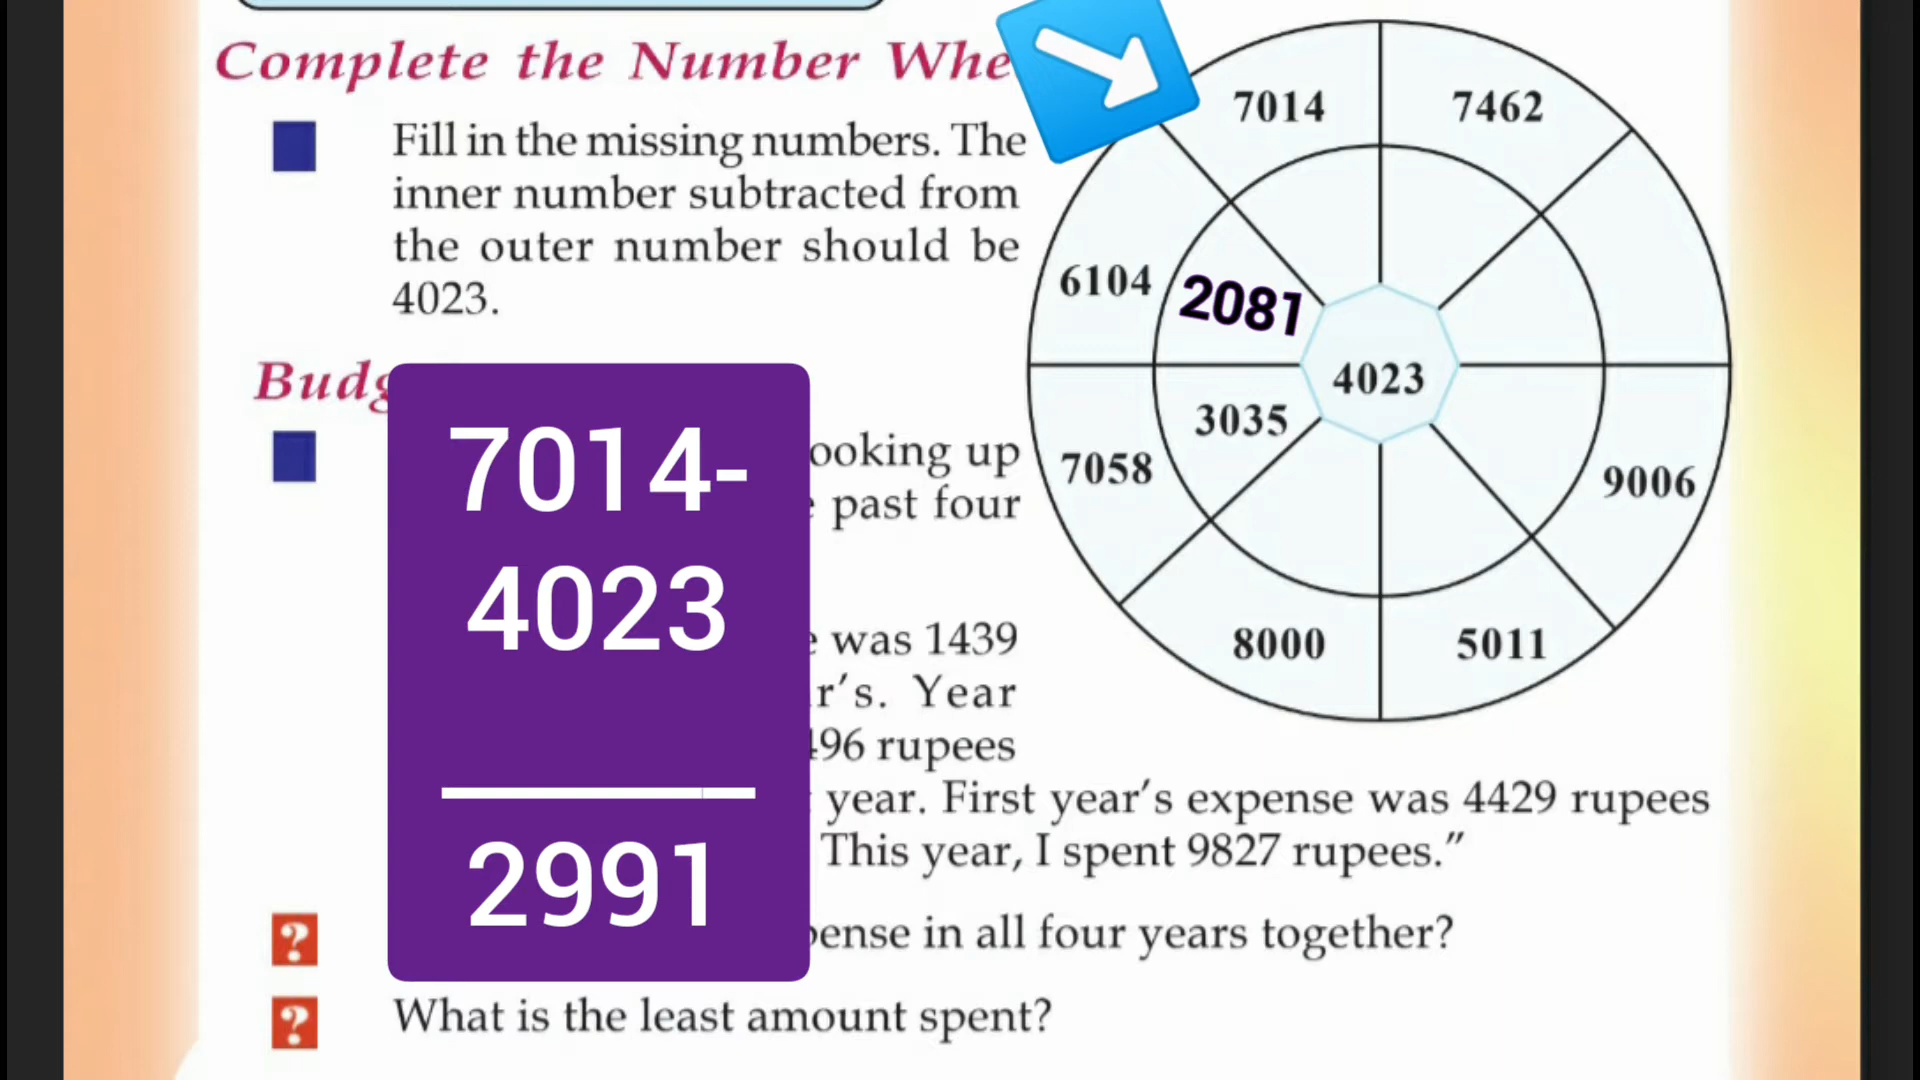 Complete the Number Whe
Fill in the missing numbers. The
inner number subtracted from
the outer number should be
4023.
7014
7462
6104
2081
4023
3035
7058
9006
8000
5011
Budg
ooking up
past four
was 1439
r's. Year
496 rupees
year. First year's expense was 4429 rupees
This year, I spent 9827 rupees."
pense in all four years together?
What is the least amount spent?
7014-
4023
2991
?
?